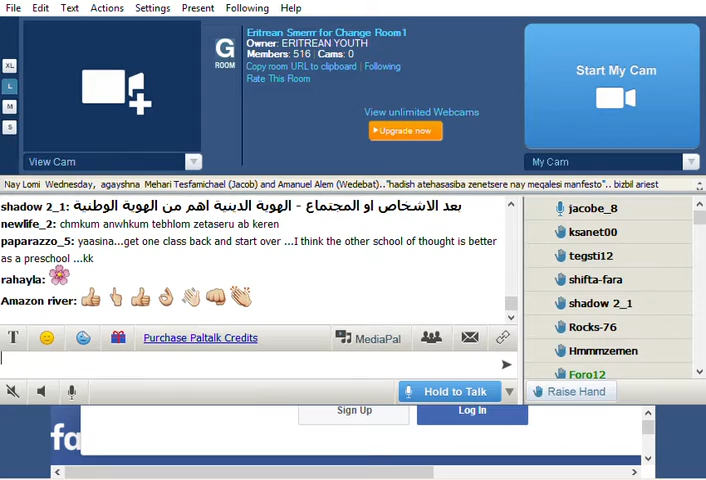 File Edit Text Actions Settings Present Following Help
XL
L
M
S
View Cam
G
ROOM
Eritrean Smerrr for Change Room1
Owner: ERITREAN YOUTH
Members: 516 | Cams: 0
Copy room URL to clipboard | Following
Rate This Room
View unlimited Webcams
Upgrade now
Start My Cam
My Cam
Nay Lomi Wednesday, agayshna Mehari Tesfamichael (Jacob) and Amanuel Alem (Wedebat).."hadish atehasasiba zenetsere nay meqalesi manfesto".. bizbil ariest
shadow 2_1: بعد الاشخاص او المجتماع - الهوية الدينية اهم من الهوية الوطنية
newlife_2: chmkum anwhkum tebhlom zetaseru ab keren
paparazzo_5: yaasina...get one class back and start over ...I think the other school of thought is better
as a preschool ...kk
rahayla:
Amazon river:
T
Purchase Paltalk Credits
MediaPal
Hold to Talk
jacobe_8
ksanet00
tegsti12
shifta-fara
shadow 2_1
Rocks-76
Hmmmzemen
Foro12
Raise Hand
fa
Sign Up
Log In